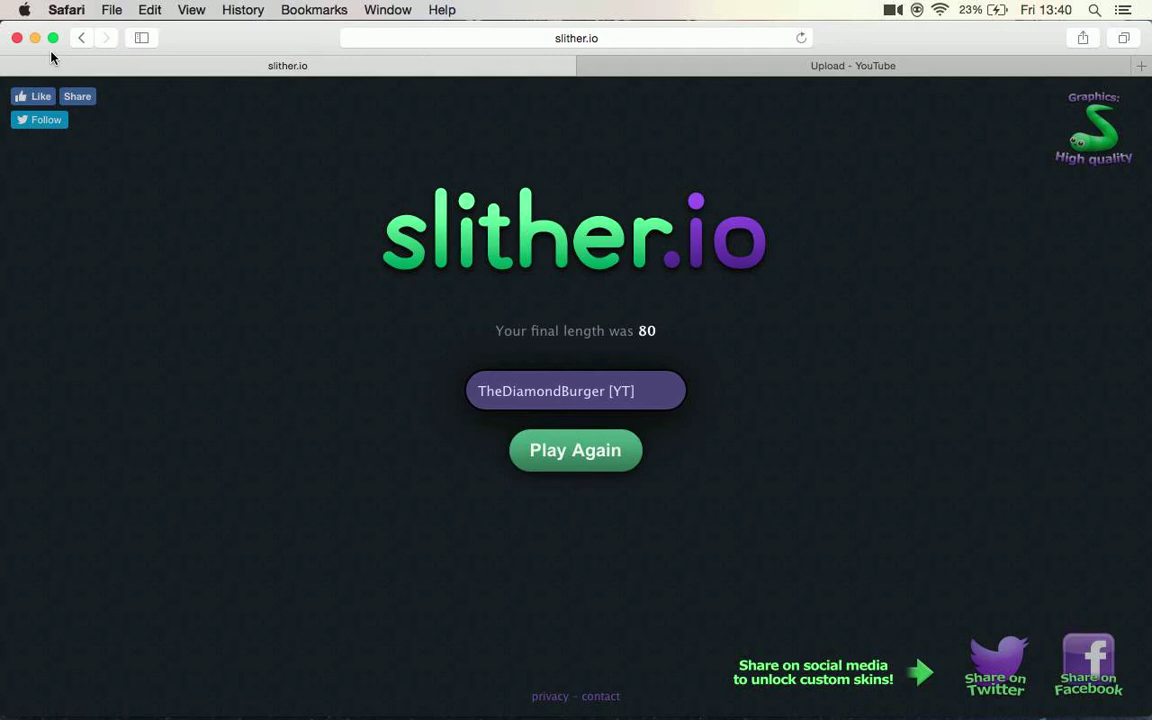 Safari File Edit View History Bookmarks Window Help 23% Fri 13:40
slither.io
slither.io Upload - YouTube
Like Share
Follow
Graphics:
High quality
slither.io
Your final length was 80
TheDiamondBurger [YT]
Play Again
Share on social media
to unlock custom skins!
Share on
Twitter
f
Share on
Facebook
privacy - contact